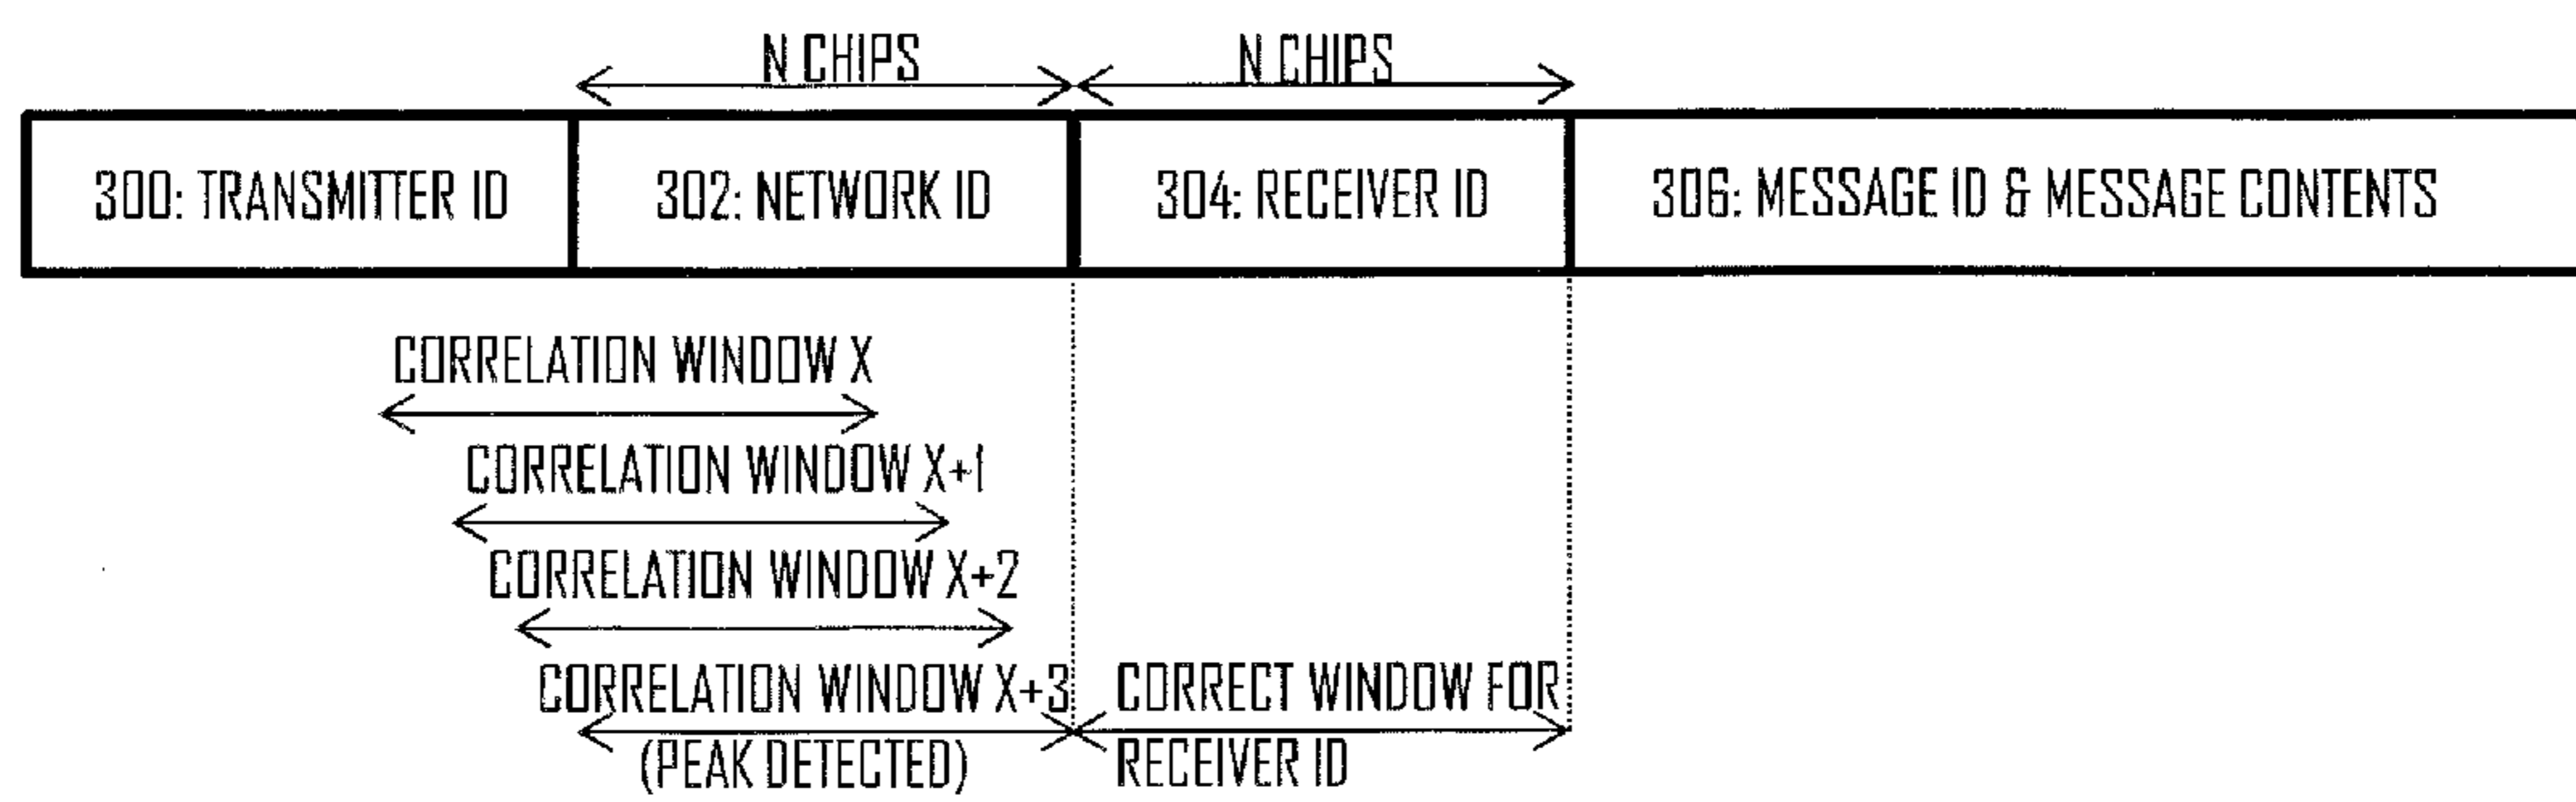 N CHIPS N CHIPS
300: TRANSMITTER ID 302: NETWORK ID 304: RECEIVER ID 306: MESSAGE ID & MESSAGE CONTENTS
CORRELATION WINDOW X
CORRELATION WINDOW X+1
CORRELATION WINDOW X+2
CORRELATION WINDOW X+3 CORRECT WINDOW FOR
(PEAK DETECTED) RECEIVER ID